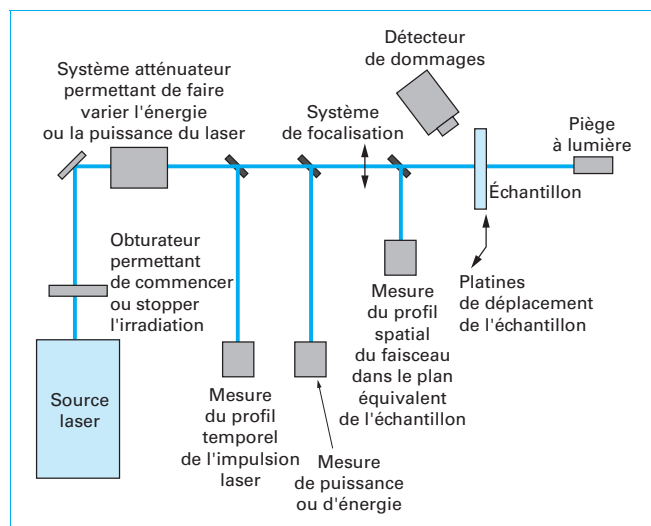 Détecteur
de dommages
Système atténuateur
permettant de faire
varier l'énergie
ou la puissance du laser
Système
de focalisation
Piège
à lumière
Échantillon
Obturateur
permettant
de commencer
ou stopper
l'irradiation
Platines
de déplacement
de l'échantillon
Source
laser
Mesure
du profil
temporel
de l'impulsion
laser
Mesure
de puissance
ou d'énergie
Mesure
du profil
spatial
du faisceau
dans le plan
équivalent
de l'échantillon